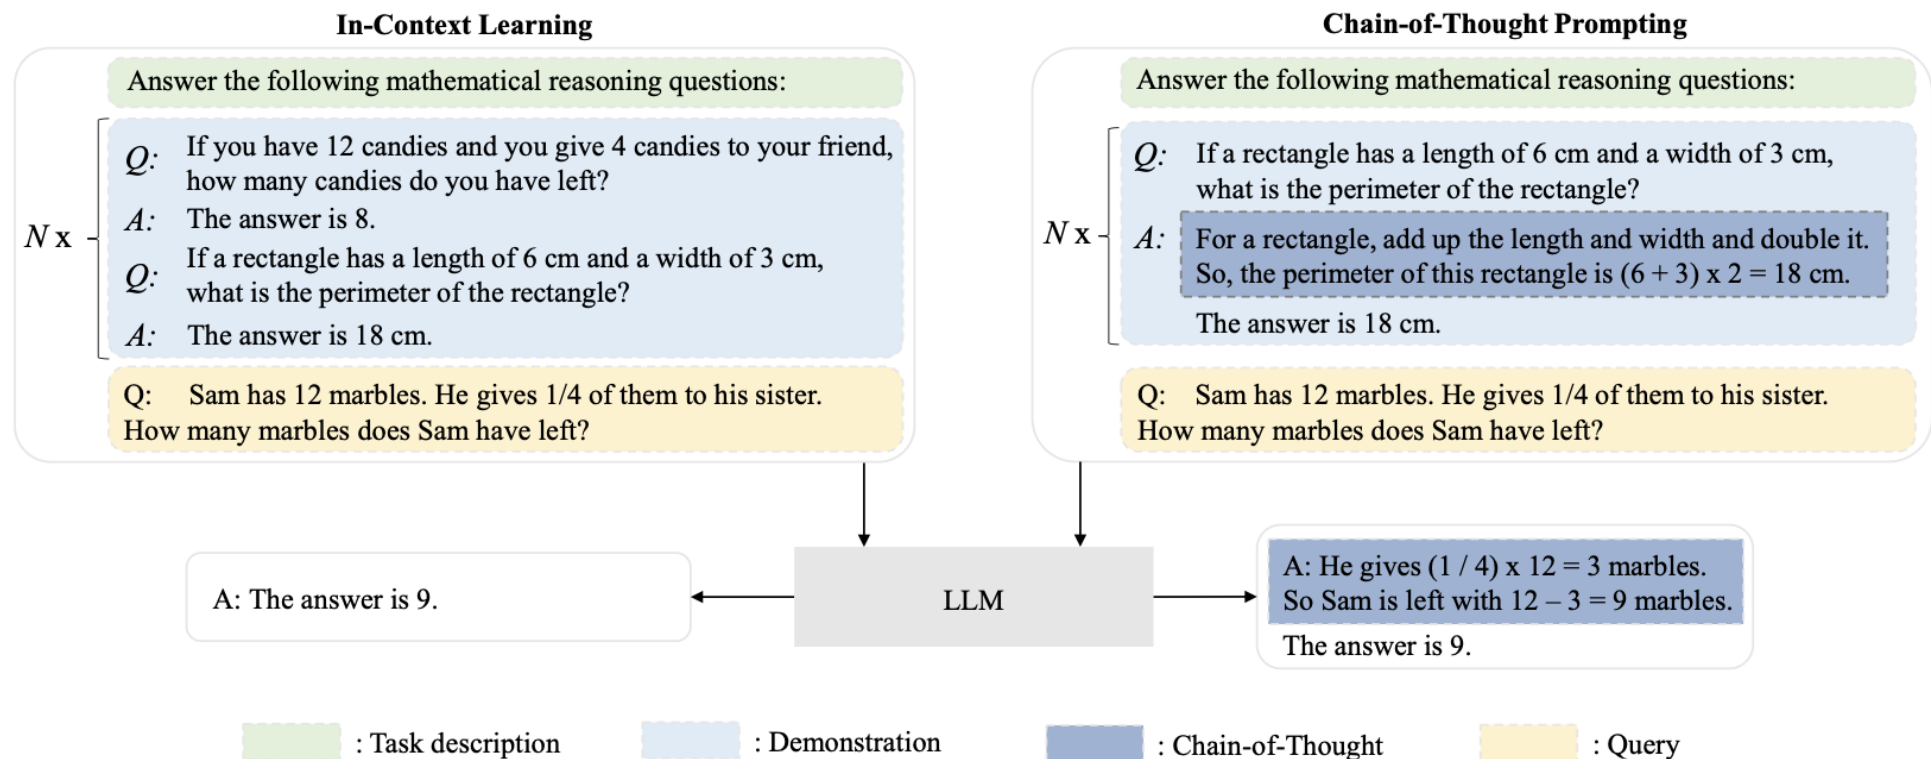 In-Context Learning
Answer the following mathematical reasoning questions:
N x
Q: If you have 12 candies and you give 4 candies to your friend,
how many candies do you have left?
A: The answer is 8.
Q: If a rectangle has a length of 6 cm and a width of 3 cm,
what is the perimeter of the rectangle?
A: The answer is 18 cm.
Q: Sam has 12 marbles. He gives 1/4 of them to his sister.
How many marbles does Sam have left?
Chain-of-Thought Prompting
Answer the following mathematical reasoning questions:
N x
Q: If a rectangle has a length of 6 cm and a width of 3 cm,
what is the perimeter of the rectangle?
A: For a rectangle, add up the length and width and double it.
So, the perimeter of this rectangle is (6 + 3) x 2 = 18 cm.
The answer is 18 cm.
Q: Sam has 12 marbles. He gives 1/4 of them to his sister.
How many marbles does Sam have left?
A: The answer is 9.
LLM
A: He gives (1 / 4) x 12 = 3 marbles.
So Sam is left with 12 – 3 = 9 marbles.
The answer is 9.
: Task description
: Demonstration
: Chain-of-Thought
: Query